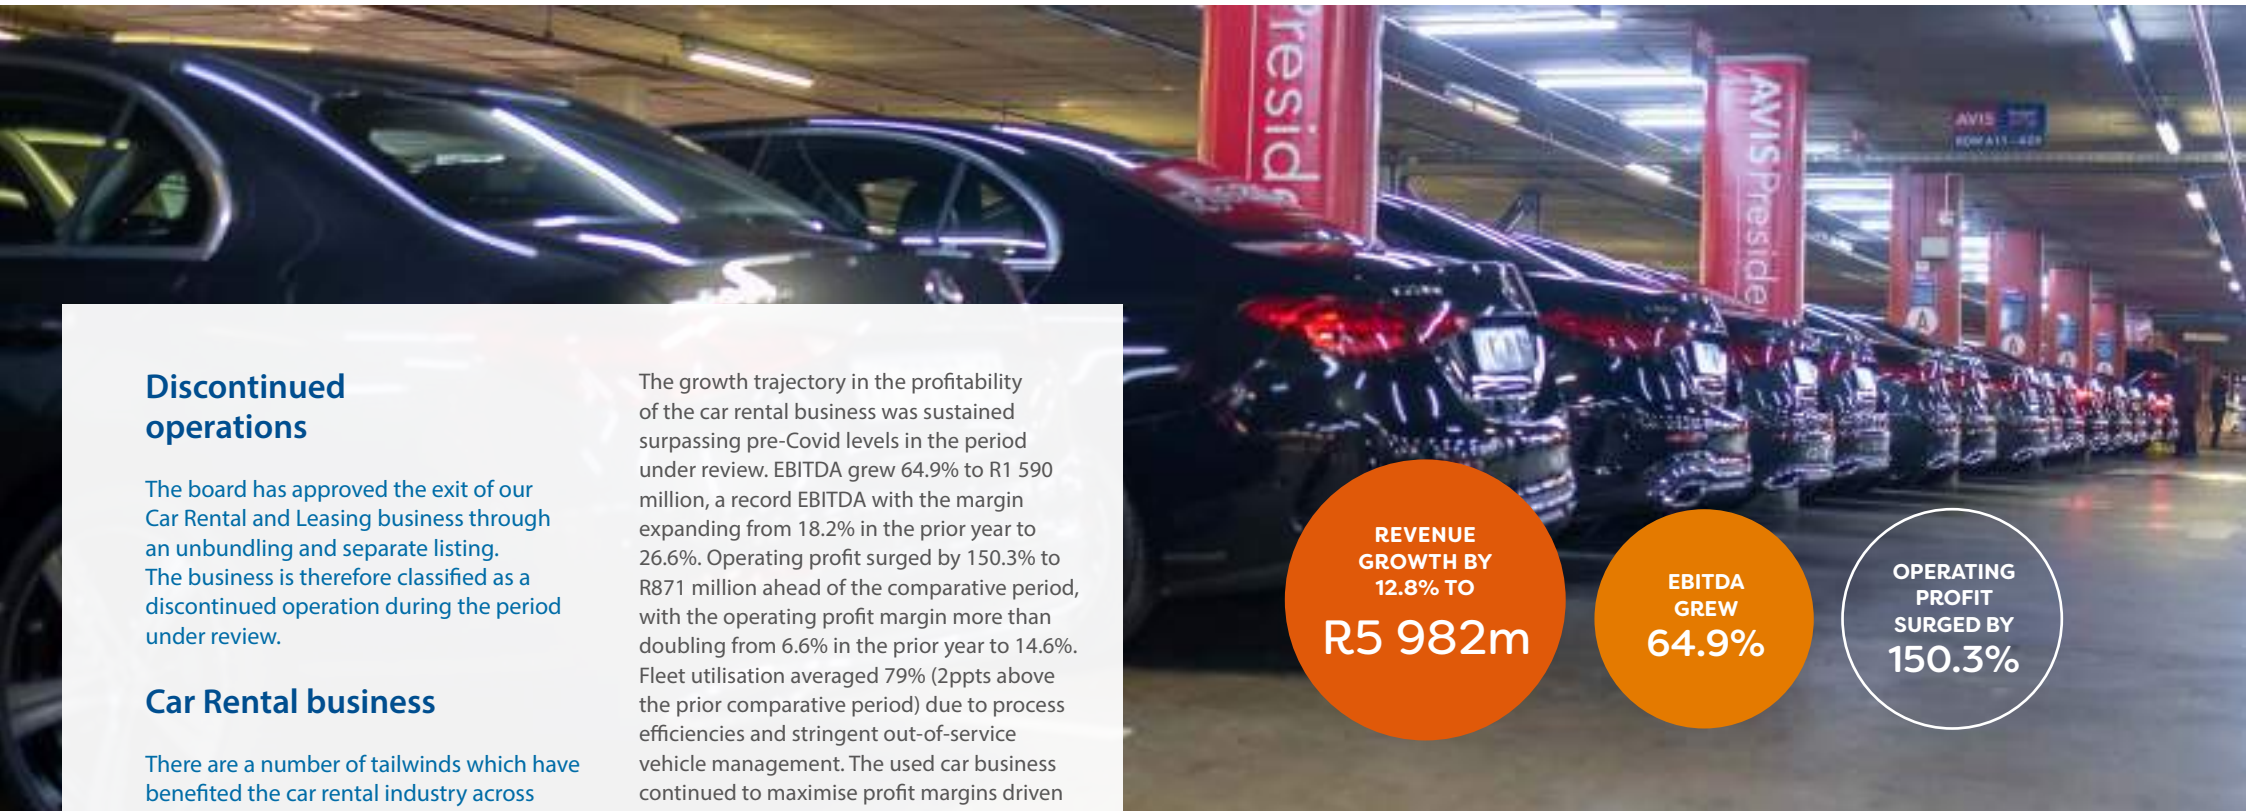 Discontinued
operations
The board has approved the exit of our
Car Rental and Leasing business through
an unbundling and separate listing.
The business is therefore classified as a
discontinued operation during the period
under review.
Car Rental business
There are a number of tailwinds which have
benefited the car rental industry across
The growth trajectory in the profitability
of the car rental business was sustained
surpassing pre-Covid levels in the period
under review. EBITDA grew 64.9% to R1 590
million, a record EBITDA with the margin
expanding from 18.2% in the prior year to
26.6%. Operating profit surged by 150.3% to
R871 million ahead of the comparative period,
with the operating profit margin more than
doubling from 6.6% in the prior year to 14.6%.
Fleet utilisation averaged 79% (2ppts above
the prior comparative period) due to process
efficiencies and stringent out-of-service
vehicle management. The used car business
continued to maximise profit margins driven
Preside
AVIS Preside
AVIS
A
REVENUE
GROWTH BY
12.8% TO
R5 982m
EBITDA
GREW
64.9%
OPERATING
PROFIT
SURGED BY
150.3%